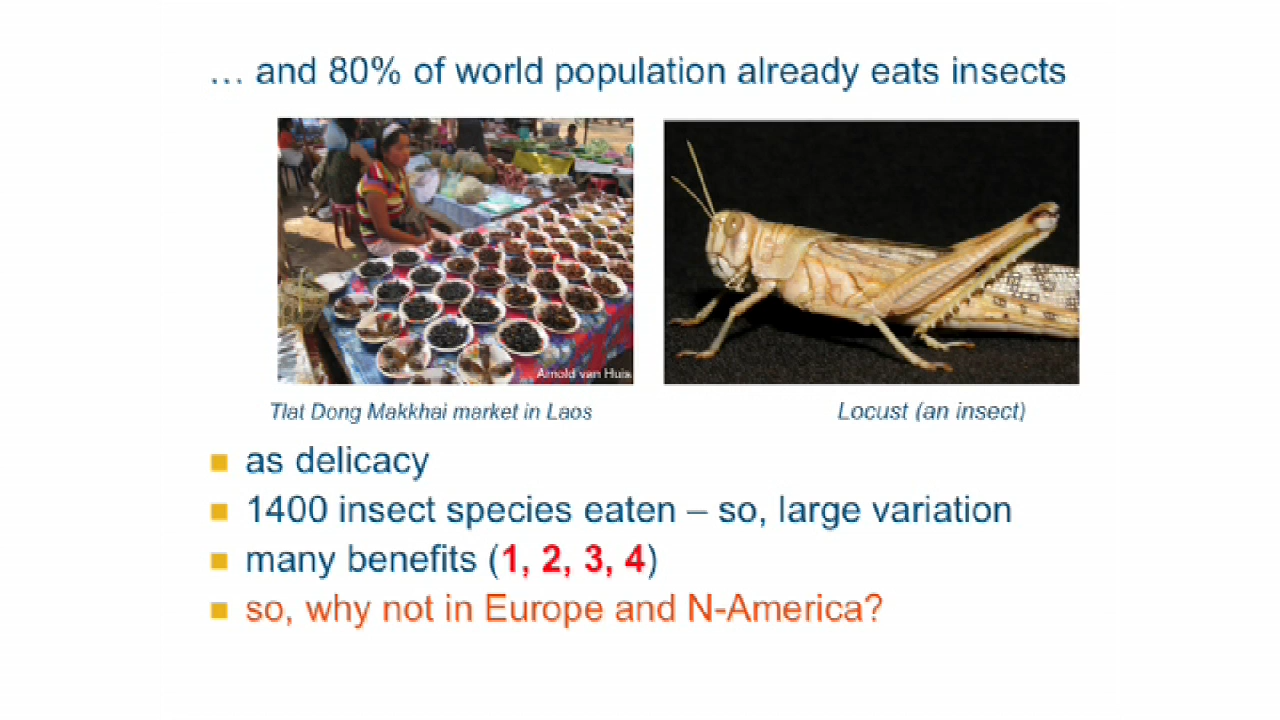 … and 80% of world population already eats insects
Arnold van Huis
Tlat Dong Makkhai market in Laos
Locust (an insect)
as delicacy
1400 insect species eaten – so, large variation
many benefits (1, 2, 3, 4)
so, why not in Europe and N-America?